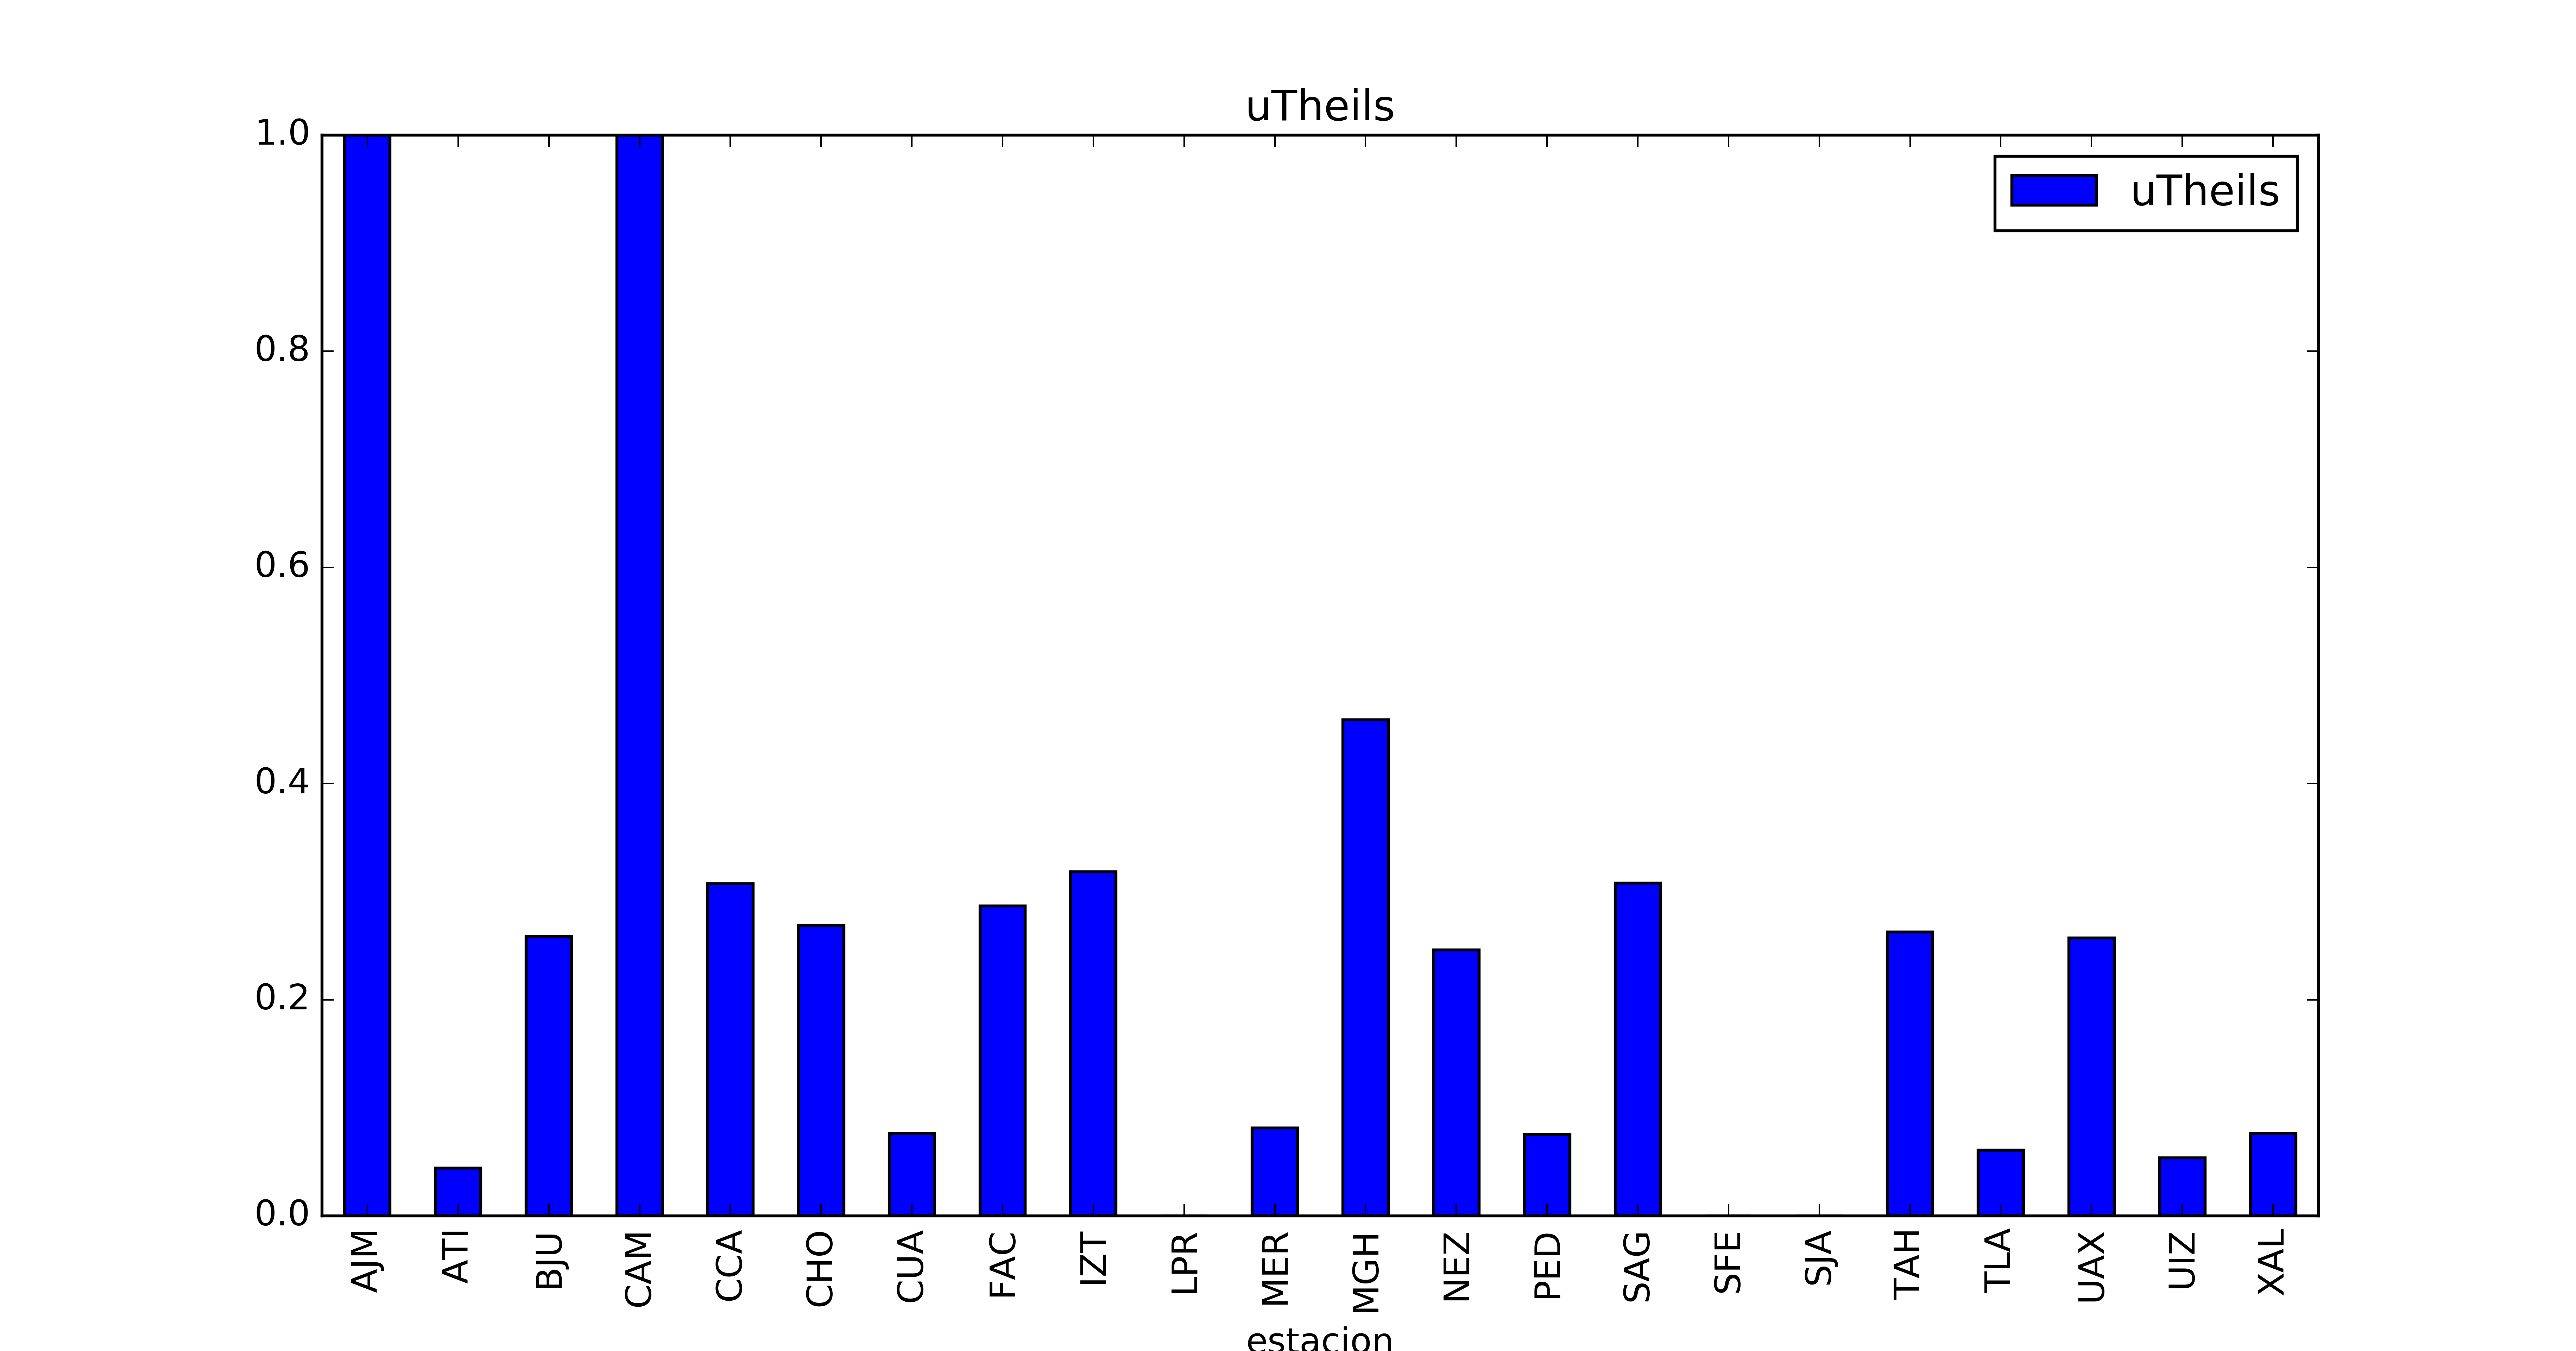 uTheils
1.0
uTheils
0.8
0.6
0.4
0.2
0.0
AJM ATI BJU CAM CCA CHO CUA FAC IZT LPR MER MGH NEZ PED SAG SFE SJA TAH TLA UAX UIZ XAL
estacion